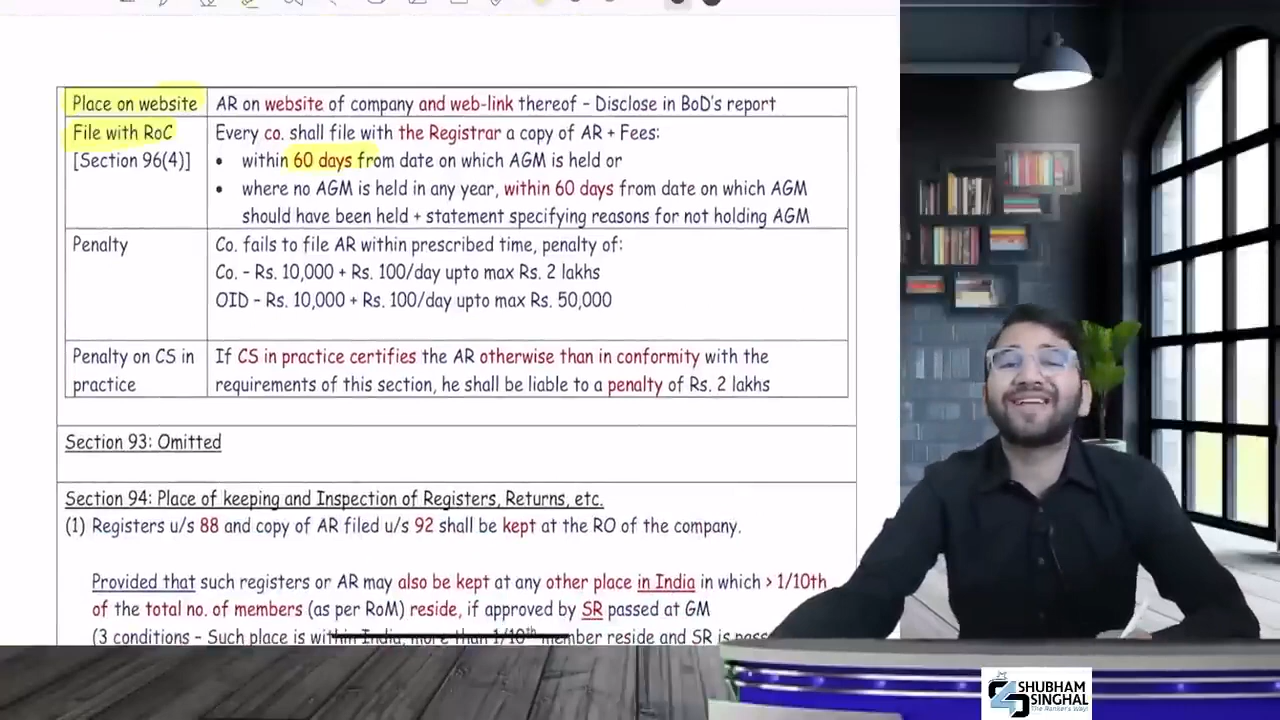 Place on website AR on website of company and web-link thereof – Disclose in BoD's report
File with RoC Every co. shall file with the Registrar a copy of AR + Fees:
[Section 96(4)] • within 60 days from date on which AGM is held or
• where no AGM is held in any year, within 60 days from date on which AGM
should have been held + statement specifying reasons for not holding AGM
Penalty Co. fails to file AR within prescribed time, penalty of:
Co. – Rs. 10,000 + Rs. 100/day upto max Rs. 2 lakhs
OID – Rs. 10,000 + Rs. 100/day upto max Rs. 50,000
Penalty on CS in If CS in practice certifies the AR otherwise than in conformity with the
practice requirements of this section, he shall be liable to a penalty of Rs. 2 lakhs
Section 93: Omitted
Section 94: Place of keeping and Inspection of Registers, Returns, etc.
(1) Registers u/s 88 and copy of AR filed u/s 92 shall be kept at the RO of the company.
Provided that such registers or AR may also be kept at any other place in India in which > 1/10th
of the total no. of members (as per RoM) reside, if approved by SR passed at GM
(3 conditions – Such place is within India, more than 1/10th member reside and SR is
SHUBHAM
SINGHAL
The Ranker's Way!